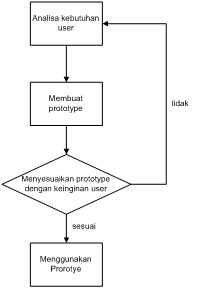 Analisa kebutuhan
user
Membuat
prototype
tidak
Menyesuaikan prototype
dengan keinginan user
sesuai
Menggunakan
Prorotye